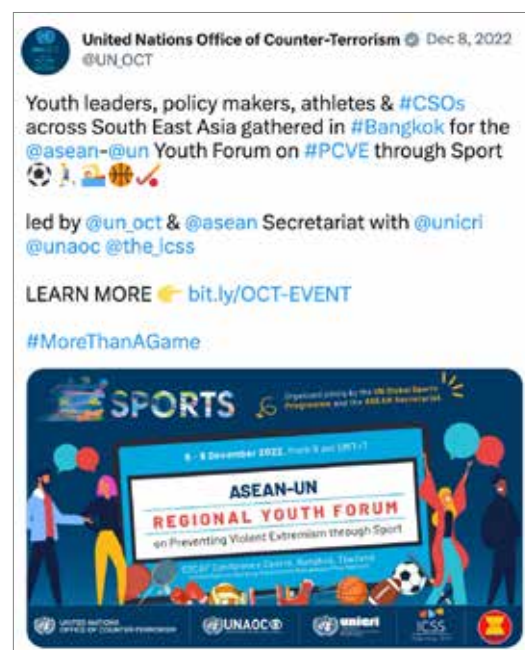 United Nations Office of Counter-Terrorism Dec 8, 2022
@UN_OCT
Youth leaders, policy makers, athletes & #CSOs
across South East Asia gathered in #Bangkok for the
@asean-@un Youth Forum on #PCVE through Sport
led by @un_oct & @asean Secretariat with @unicri
@unaoc @the_icss
LEARN MORE 👉 bit.ly/OCT-EVENT
#MoreThanAGame
SPORTS
Organized jointly by the UN Global Sports
Programme and the ASEAN Secretariat
December 2022
ASEAN-UN
REGIONAL YOUTH FORUM
on Preventing Violent Extremism through Sport
Conference Centre, Bangkok, Thailand
UNITED NATIONS
OFFICE OF COUNTER-TERRORISM
UNAOC
unicri
ICSS